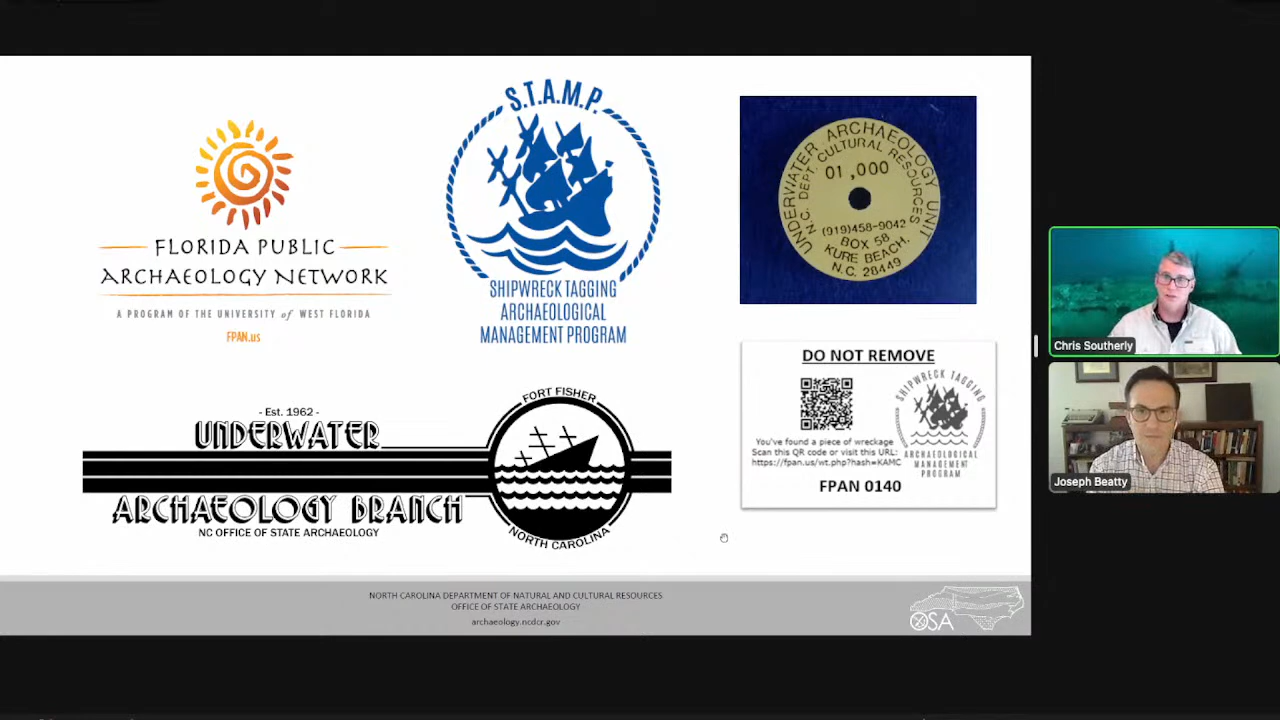 FLORIDA PUBLIC
ARCHAEOLOGY NETWORK
A PROGRAM OF THE UNIVERSITY of WEST FLORIDA
FPAN.us
S.T.A.M.P.
SHIPWRECK TAGGING
ARCHAEOLOGICAL
MANAGEMENT PROGRAM
UNDERWATER ARCHAEOLOGY UNIT
N.C. DEPT. CULTURAL RESOURCES
01,000
(919)458-9042
BOX 58
KURE BEACH.
N.C. 28449
DO NOT REMOVE
SHIPWRECK TAGGING
ARCHAEOLOGICAL
MANAGEMENT
PROGRAM
You've found a piece of wreckage
Scan this QR code or visit this URL:
https://fpan.us/wt.php?hash=KAMC
FPAN 0140
- Est. 1962 -
UNDERWATER
ARCHAEOLOGY BRANCH
NC OFFICE OF STATE ARCHAEOLOGY
FORT FISHER
NORTH CAROLINA
NORTH CAROLINA DEPARTMENT OF NATURAL AND CULTURAL RESOURCES
OFFICE OF STATE ARCHAEOLOGY
archaeology.ncdcr.gov
OSA
Chris Southerly
Joseph Beatty